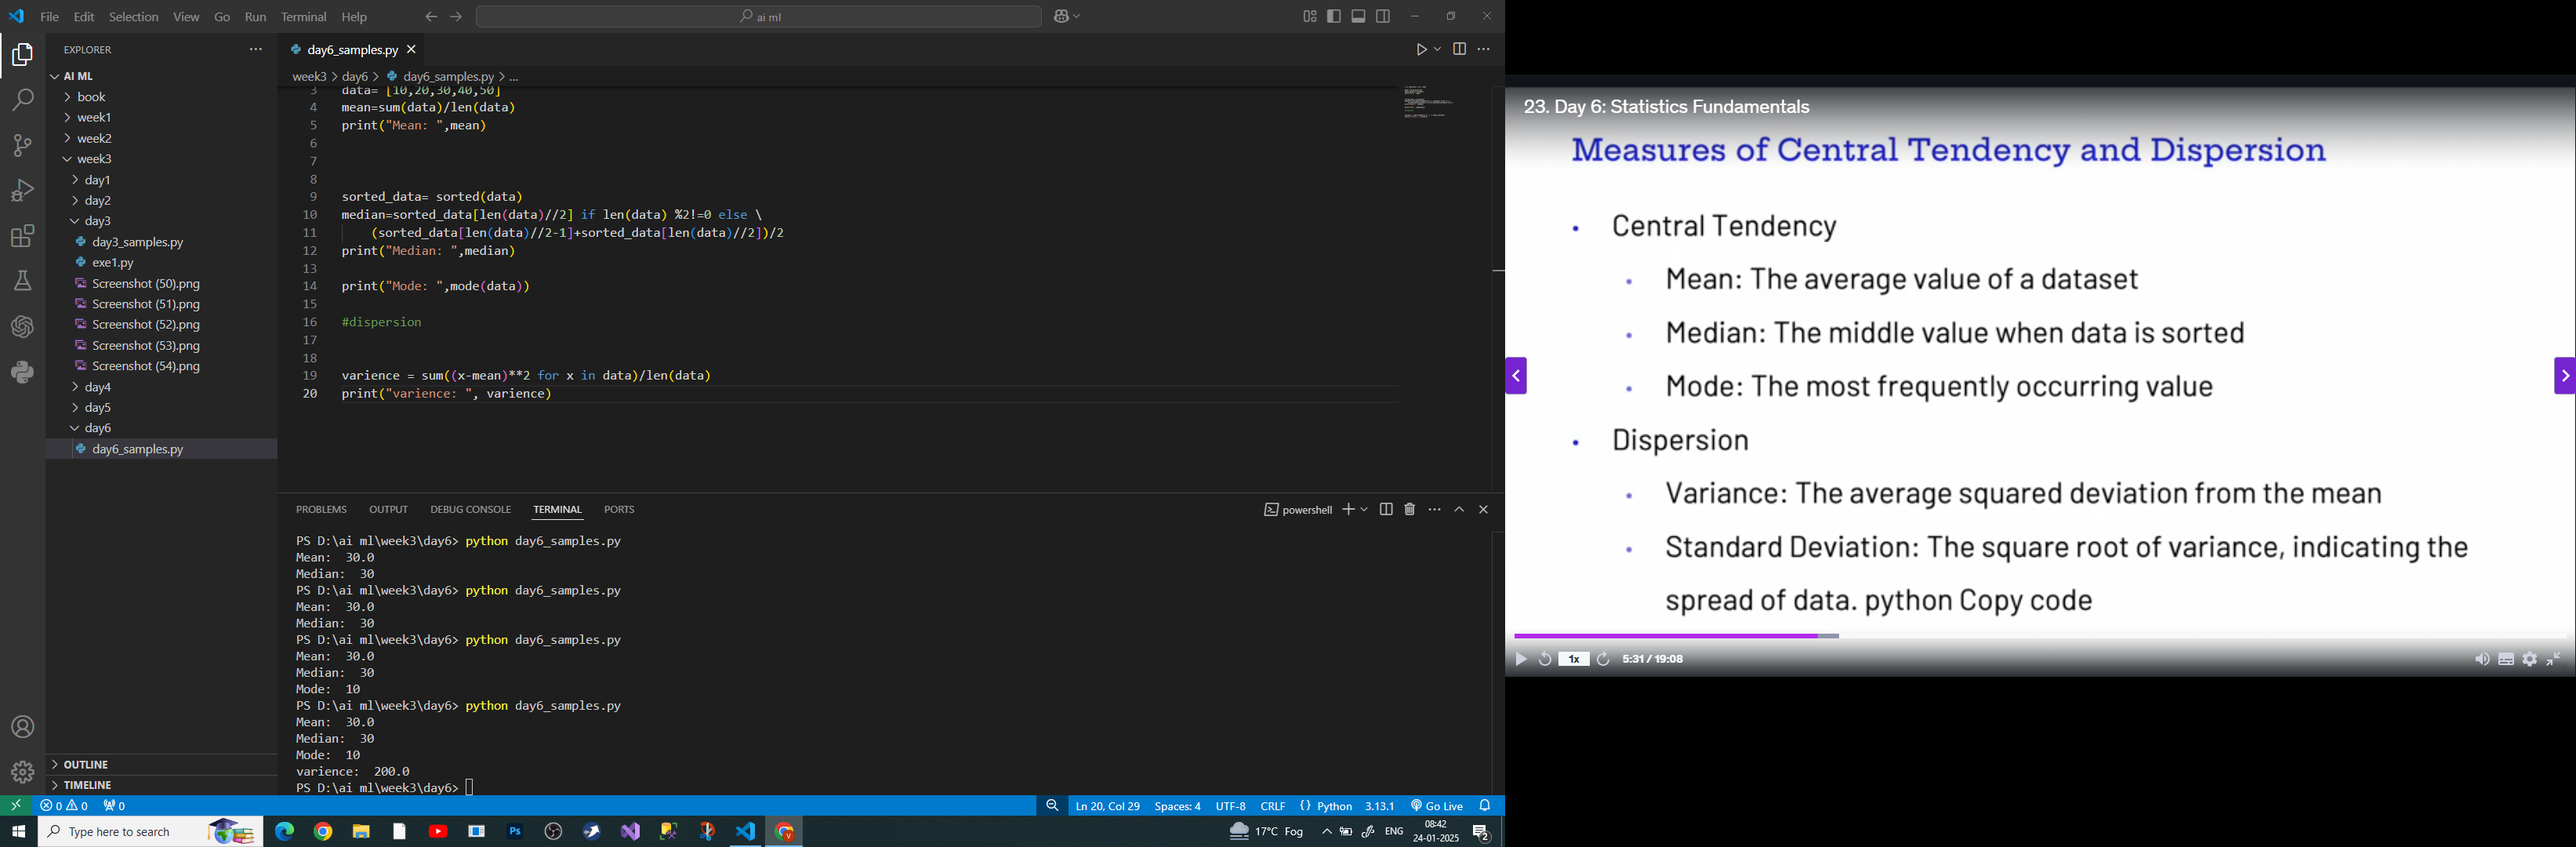 File Edit Selection View Go Run Terminal Help
ai ml
EXPLORER
AI ML
book
week1
week2
week3
day1
day2
day3
day3_samples.py
exe1.py
Screenshot (50).png
Screenshot (51).png
Screenshot (52).png
Screenshot (53).png
Screenshot (54).png
day4
day5
day6
day6_samples.py
OUTLINE
TIMELINE
day6_samples.py
week3 > day6 > day6_samples.py > ...
3 data= [10,20,30,40,50]
4 mean=sum(data)/len(data)
5 print("Mean: ",mean)
6
7
8
9 sorted_data= sorted(data)
10 median=sorted_data[len(data)//2] if len(data) %2!=0 else \
11 (sorted_data[len(data)//2-1]+sorted_data[len(data)//2])/2
12 print("Median: ",median)
13
14 print("Mode: ",mode(data))
15
16 #dispersion
17
18
19 varience = sum((x-mean)**2 for x in data)/len(data)
20 print("varience: ", varience)
PROBLEMS OUTPUT DEBUG CONSOLE TERMINAL PORTS
powershell
PS D:\ai ml\week3\day6> python day6_samples.py
Mean:  30.0
Median:  30
PS D:\ai ml\week3\day6> python day6_samples.py
Mean:  30.0
Median:  30
PS D:\ai ml\week3\day6> python day6_samples.py
Mean:  30.0
Median:  30
Mode:  10
PS D:\ai ml\week3\day6> python day6_samples.py
Mean:  30.0
Median:  30
Mode:  10
varience:  200.0
PS D:\ai ml\week3\day6>
0 0 0 Ln 20, Col 29 Spaces: 4 UTF-8 CRLF {} Python 3.13.1 Go Live
Type here to search
Ps
17°C Fog
ENG
08:42
24-01-2025
2
23. Day 6: Statistics Fundamentals
Measures of Central Tendency and Dispersion
• Central Tendency
• Mean: The average value of a dataset
• Median: The middle value when data is sorted
• Mode: The most frequently occurring value
• Dispersion
• Variance: The average squared deviation from the mean
• Standard Deviation: The square root of variance, indicating the
spread of data. python Copy code
1x 5:31 / 19:08